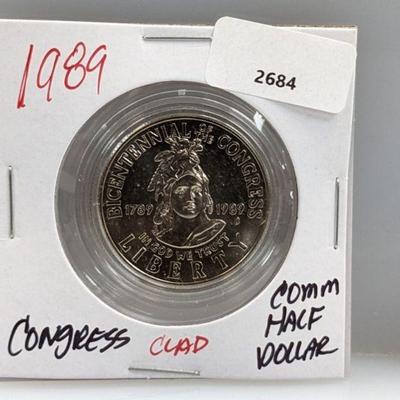 1989
2684
BICENTENNIAL OF THE CONGRESS
1789 1989
IN GOD WE TRUST
LIBERTY
CONGRESS
CLAD
COMM
HALF
DOLLAR